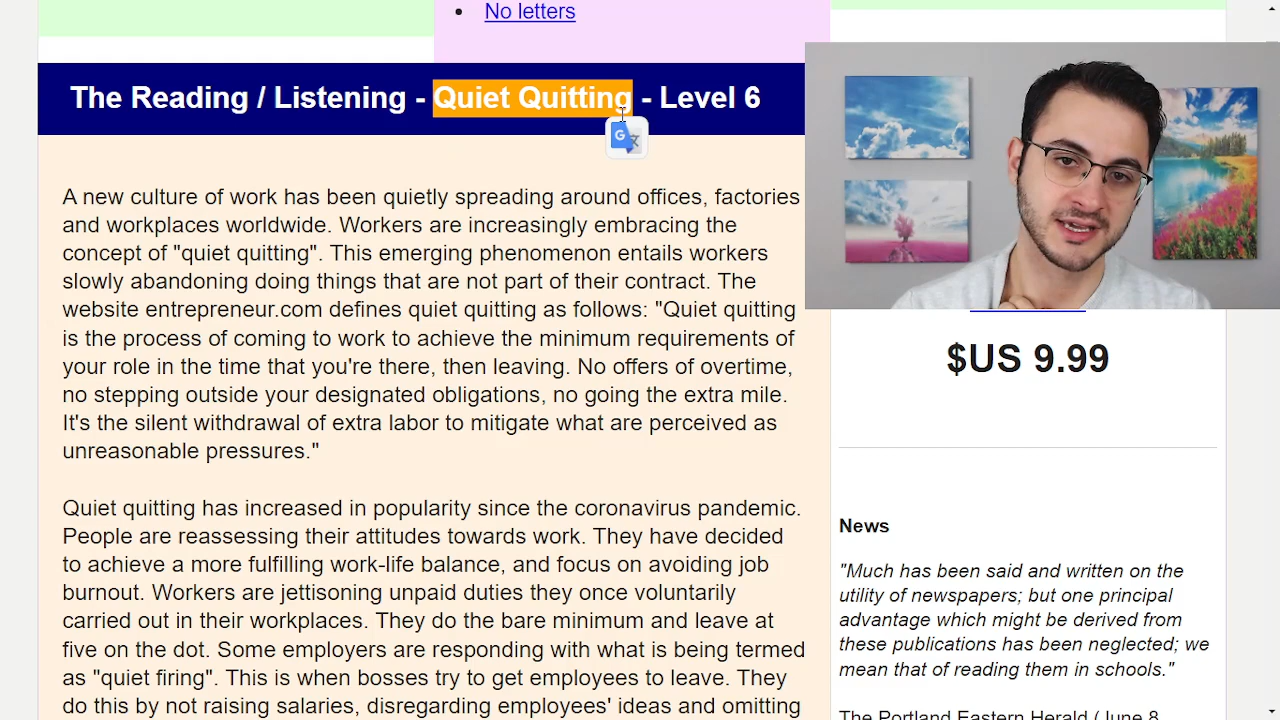 No letters
The Reading / Listening - Quiet Quitting - Level 6
A new culture of work has been quietly spreading around offices, factories
and workplaces worldwide. Workers are increasingly embracing the
concept of "quiet quitting". This emerging phenomenon entails workers
slowly abandoning doing things that are not part of their contract. The
website entrepreneur.com defines quiet quitting as follows: "Quiet quitting
is the process of coming to work to achieve the minimum requirements of
your role in the time that you're there, then leaving. No offers of overtime,
no stepping outside your designated obligations, no going the extra mile.
It's the silent withdrawal of extra labor to mitigate what are perceived as
unreasonable pressures."
Quiet quitting has increased in popularity since the coronavirus pandemic.
People are reassessing their attitudes towards work. They have decided
to achieve a more fulfilling work-life balance, and focus on avoiding job
burnout. Workers are jettisoning unpaid duties they once voluntarily
carried out in their workplaces. They do the bare minimum and leave at
five on the dot. Some employers are responding with what is being termed
as "quiet firing". This is when bosses try to get employees to leave. They
do this by not raising salaries, disregarding employees' ideas and omitting
$US 9.99
News
"Much has been said and written on the
utility of newspapers; but one principal
advantage which might be derived from
these publications has been neglected; we
mean that of reading them in schools."
The Portland Eastern Herald (June 8,